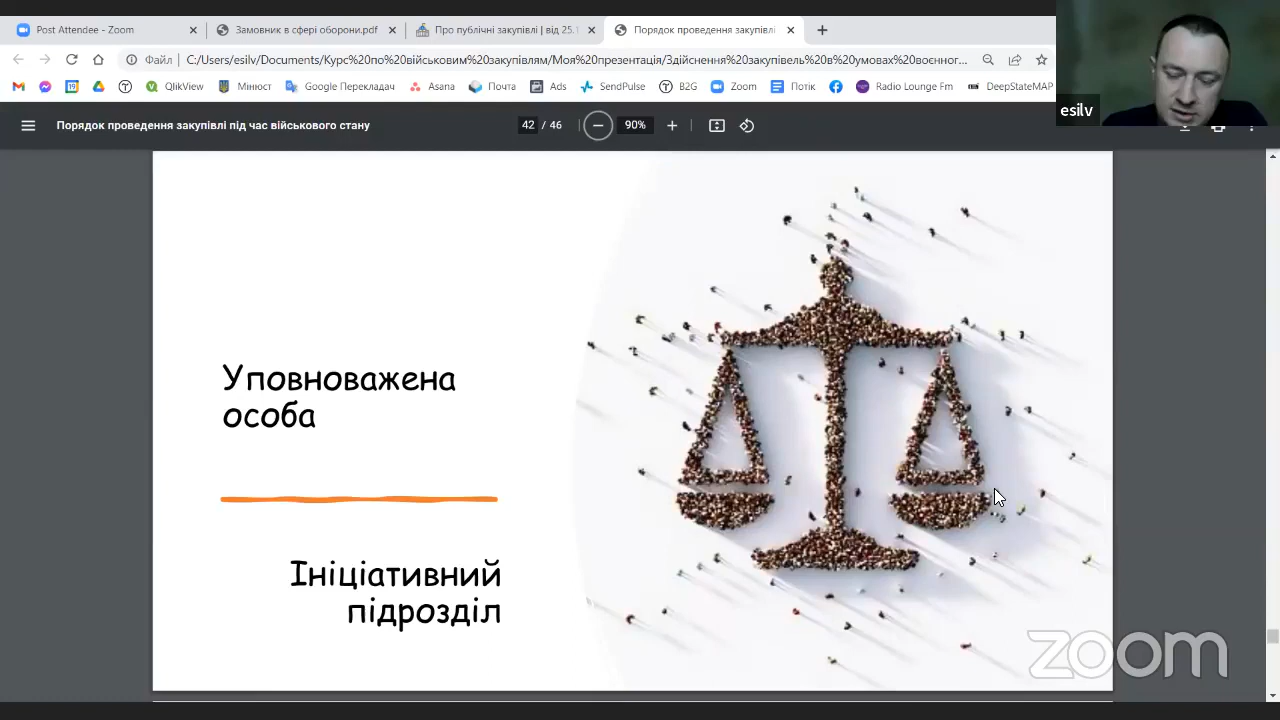 Post Attendee - Zoom
Замовник в сфері оборони.pdf
Про публічні закупівлі | від 25.1
Порядок проведення закупівлі
Файл
C:/Users/esilv/Documents/Курс%20по%20військовим%20закупівлям/Моя%20презентація/Здійснення%20закупівель%20в%20умовах%20воєнног...
QlikView
Мінюст
Google Перекладач
Asana
Почта
Ads
SendPulse
B2G
Zoom
Потік
Radio Lounge Fm
DeepStateMAP
esilv
Порядок проведення закупівлі під час військового стану
42 / 46
90%
Уповноважена
особа
Ініціативний
підрозділ
zoom